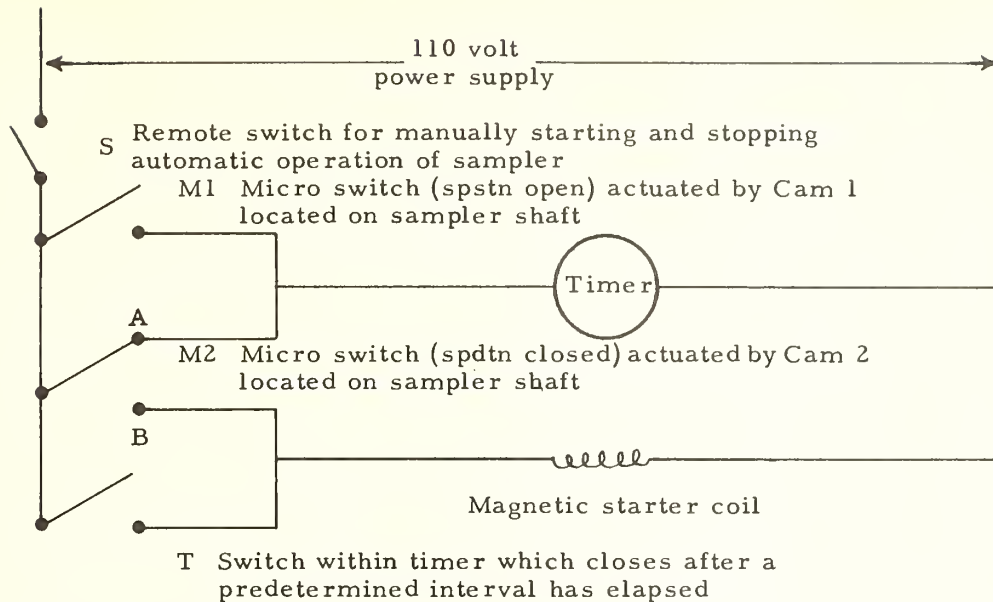 110 volt
power supply
S Remote switch for manually starting and stopping
automatic operation of sampler
M1 Micro switch (spstn open) actuated by Cam 1
located on sampler shaft
Timer
A
M2 Micro switch (spdtn closed) actuated by Cam 2
located on sampler shaft
B
Magnetic starter coil
T Switch within timer which closes after a
predetermined interval has elapsed